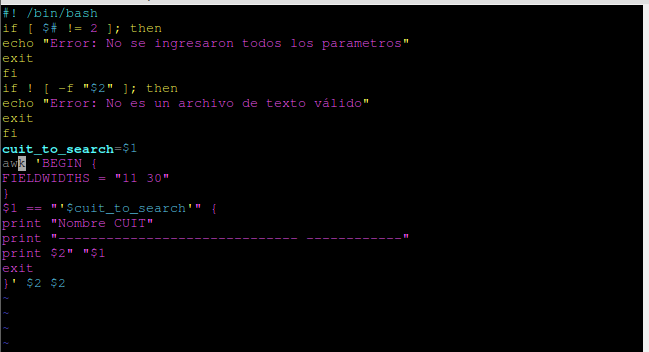 #! /bin/bash
if [ $# != 2 ]; then
echo "Error: No se ingresaron todos los parametros"
exit
fi
if ! [ -f "$2" ]; then
echo "Error: No es un archivo de texto válido"
exit
fi
cuit_to_search=$1
awk 'BEGIN {
FIELDWIDTHS = "11 30"
}
$1 == "'$cuit_to_search'" {
print "Nombre CUIT"
print "------------------------------ ------------"
print $2" "$1
exit
}' $2 $2
~
~
~
~